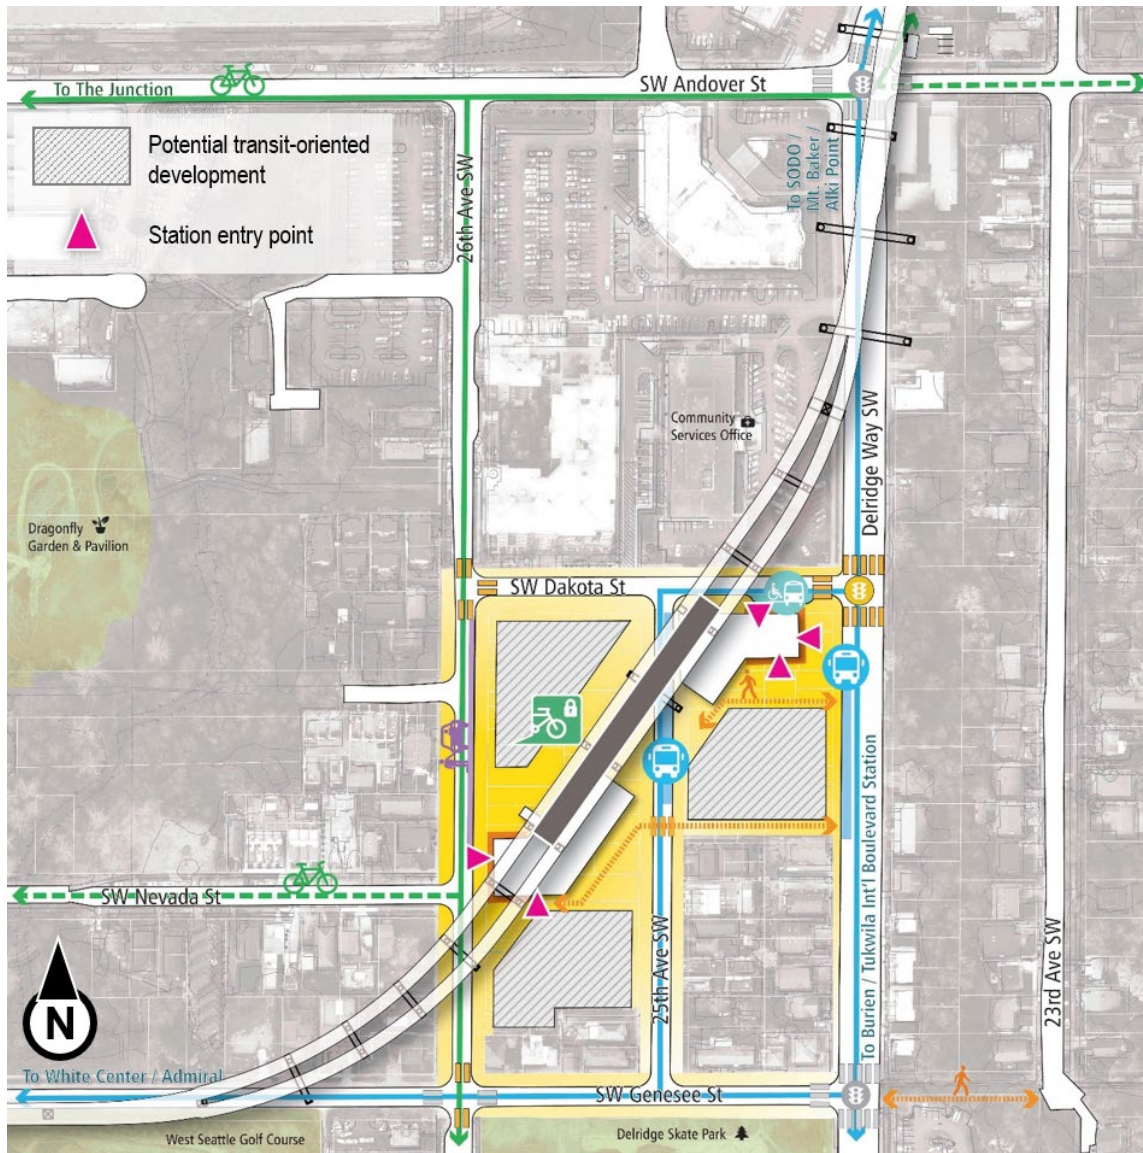 To The Junction
SW Andover St
Potential transit-oriented
development
Station entry point
26th Ave SW
To SODO /
Mt. Baker /
Alki Point
Community
Services Office
Delridge Way SW
Dragonfly
Garden & Pavilion
SW Dakota St
SW Nevada St
25th Ave SW
To Burien / Tukwila Int'l Boulevard Station
23rd Ave SW
N
To White Center / Admiral
SW Genesee St
West Seattle Golf Course
Delridge Skate Park